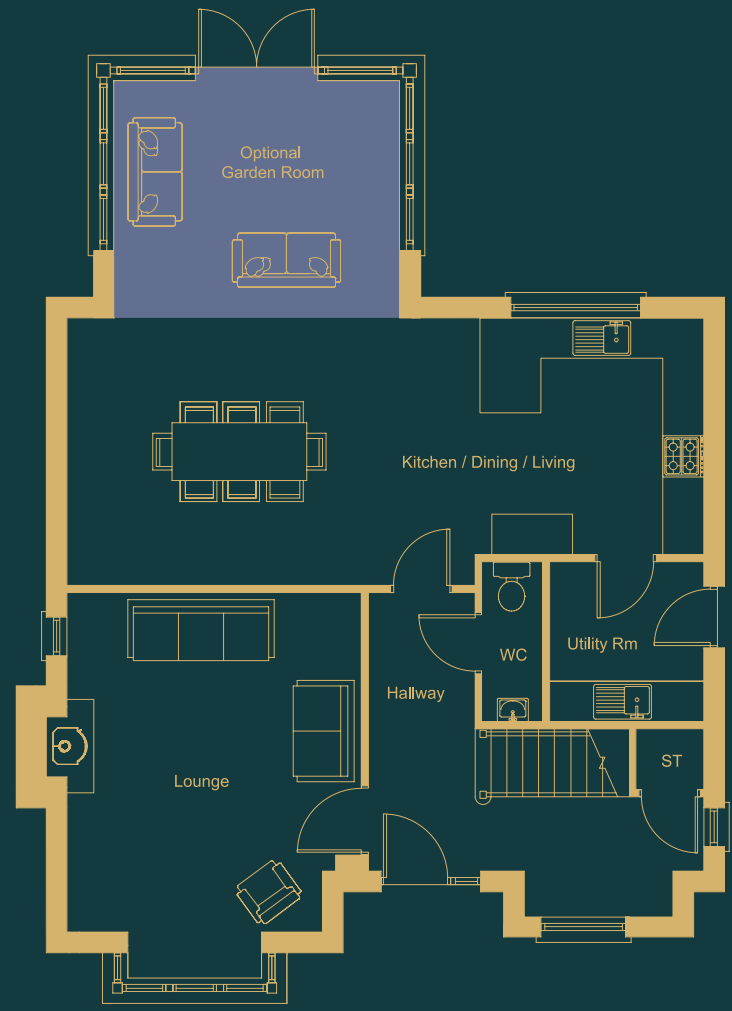 Optional
Garden Room
Kitchen / Dining / Living
Utility Rm
WC
Hallway
ST
Lounge